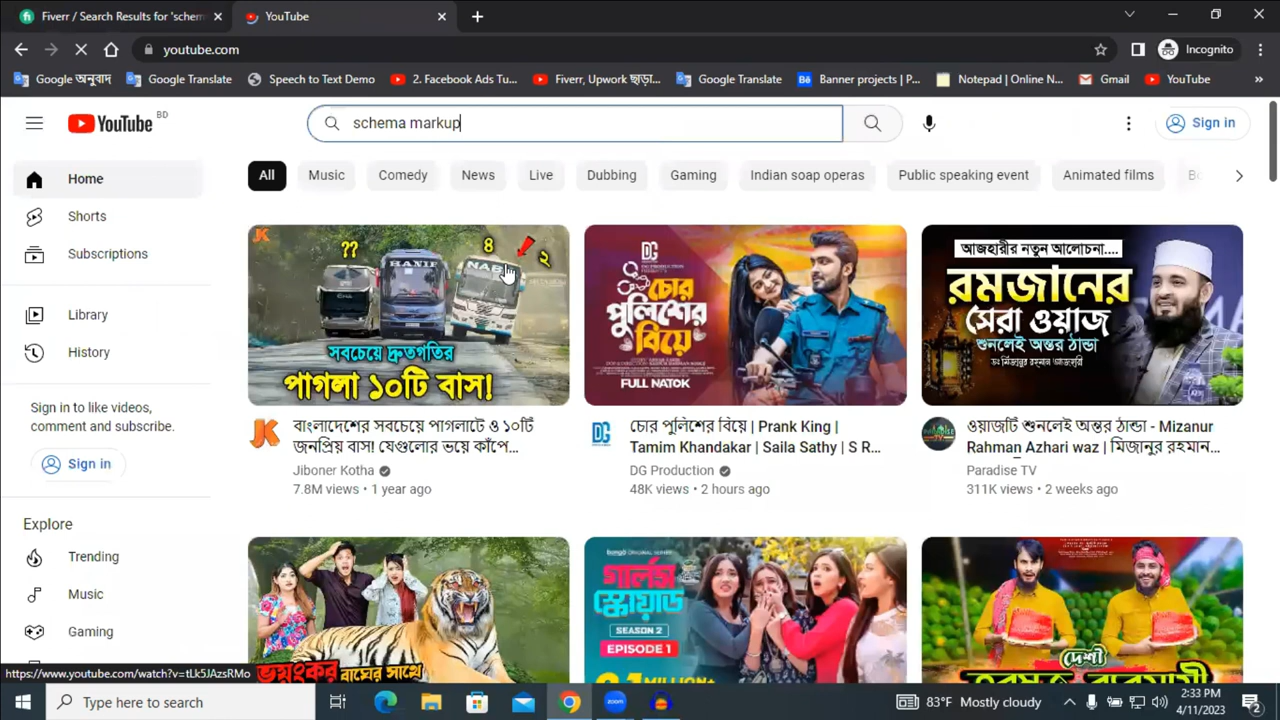 Fiverr / Search Results for 'schem
YouTube
youtube.com
Incognito
Google অনুবাদ
Google Translate
Speech to Text Demo
2. Facebook Ads Tu...
Fiverr, Upwork ছাড়া...
Google Translate
Banner projects | P...
Notepad | Online N...
Gmail
YouTube
YouTube BD
schema markup
Sign in
Home
Shorts
Subscriptions
Library
History
Sign in to like videos,
comment and subscribe.
Sign in
Explore
Trending
Music
Gaming
All
Music
Comedy
News
Live
Dubbing
Gaming
Indian soap operas
Public speaking event
Animated films
??
৪
২
HANIF
সবচেয়ে দ্রুতগতির
পাগলা ১০টি বাস!
বাংলাদেশের সবচেয়ে পাগলাটে ও ১০টি
জনপ্রিয় বাস! যেগুলোর ভয়ে কাঁপে...
Jiboner Kotha
7.8M views • 1 year ago
DG
চোর
পুলিশের
বিয়ে
FULL NATOK
চোর পুলিশের বিয়ে | Prank King |
Tamim Khandakar | Saila Sathy | S R...
DG Production
48K views • 2 hours ago
আজহারীর নতুন আলোচনা....
রমজানের
সেরা ওয়াজ
শুনলেই অন্তর ঠান্ডা
ওয়াজটি শুনলেই অন্তর ঠান্ডা - Mizanur
Rahman Azhari waz | মিজানুর রহমান...
Paradise TV
311K views • 2 weeks ago
ভয়ংকর বাঘের সাথে
গার্লস
স্কোয়াড
SEASON 2
EPISODE 1
দেশী
https://www.youtube.com/watch?v=tLk5JAzsRMo
Type here to search
83°F Mostly cloudy
2:33 PM
4/11/2023
2